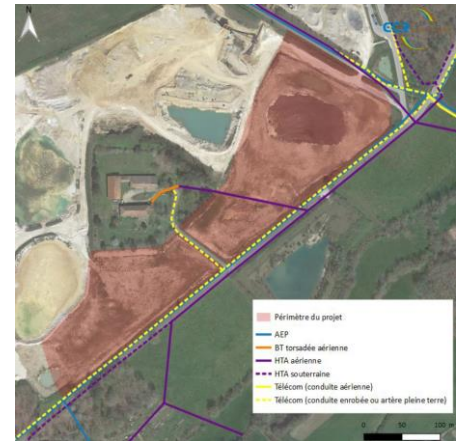 N
Périmètre du projet
AEP
BT torsadée aérienne
HTA aérienne
HTA souterraine
Télécom (conduite aérienne)
Télécom (conduite enrobée ou artère pleine terre)
0 50 100 m